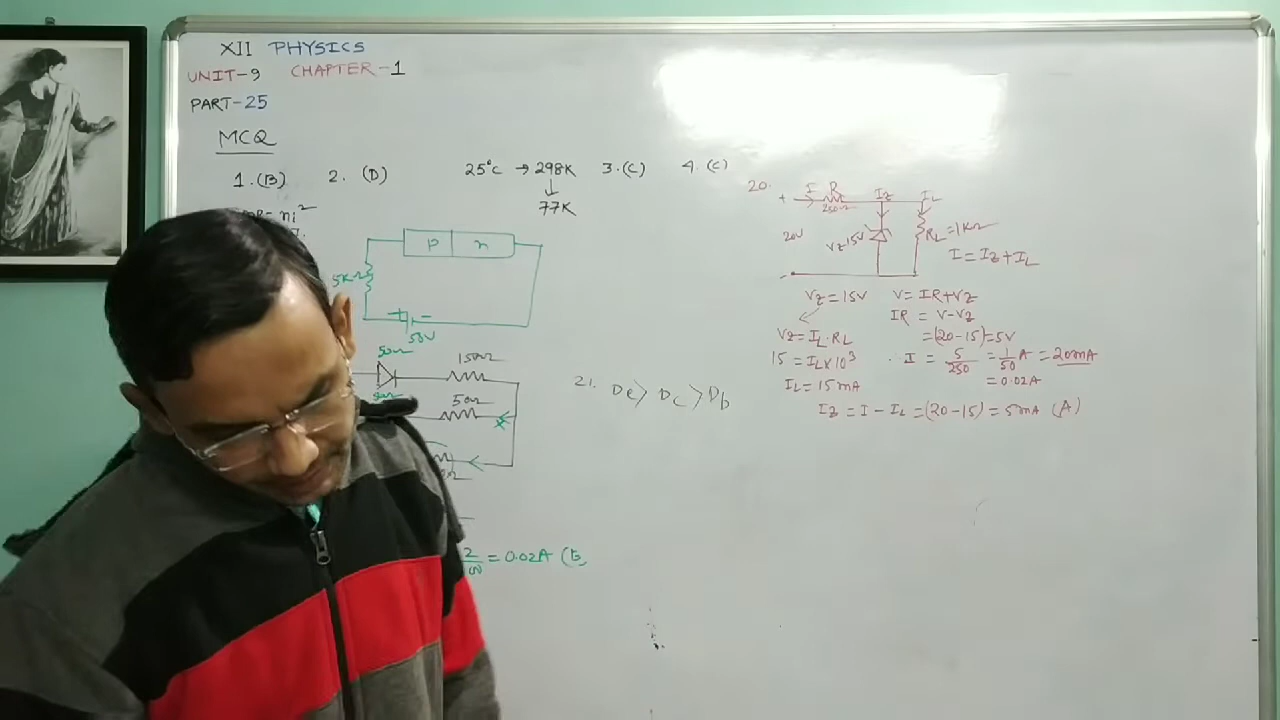 XII PHYSICS
UNIT-9 CHAPTER-1
PART-25
MCQ
1.(B) 2. (D) 25°C → 298K 3.(C) 4.(C)
↓
77K
= ni²
p n
5KΩ
+ -
50V
50Ω 150Ω
50Ω
= 0.02A
20.
+ I R IZ IL
250Ω
20V VZ 15V RL=1KΩ
-
I = IZ + IL
VZ = 15V V = IR+VZ
IR = V-VZ
VZ = IL.RL = (20-15) = 5V
15 = IL×10³ I = 5/250 = 1/50 A = 20mA
IL = 15mA = 0.02A
IZ = I - IL = (20-15) = 5mA (A)
21. De > Dc > Db